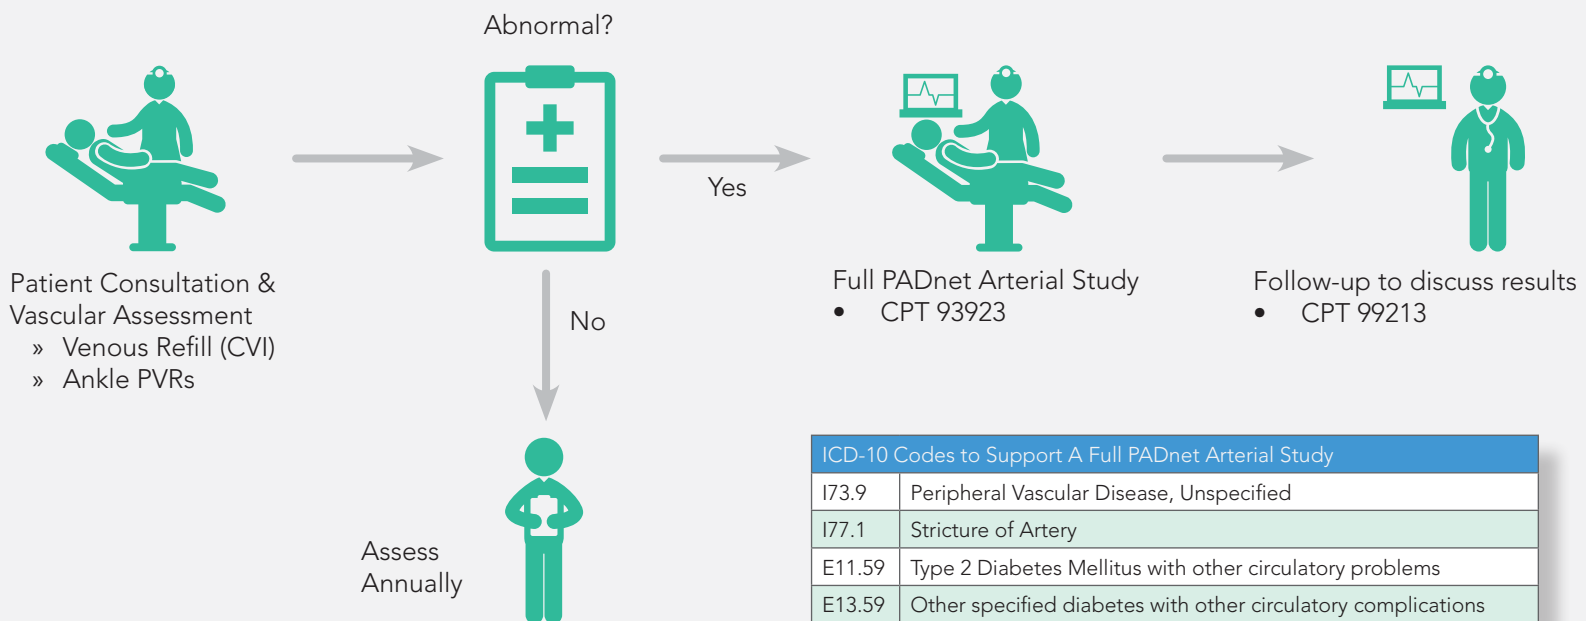 Abnormal?
Yes
No
Patient Consultation &
Vascular Assessment
» Venous Refill (CVI)
» Ankle PVRs
Full PADnet Arterial Study
• CPT 93923
Follow-up to discuss results
• CPT 99213
Assess
Annually
ICD-10 Codes to Support A Full PADnet Arterial Study
I73.9 Peripheral Vascular Disease, Unspecified
I77.1 Stricture of Artery
E11.59 Type 2 Diabetes Mellitus with other circulatory problems
E13.59 Other specified diabetes with other circulatory complications